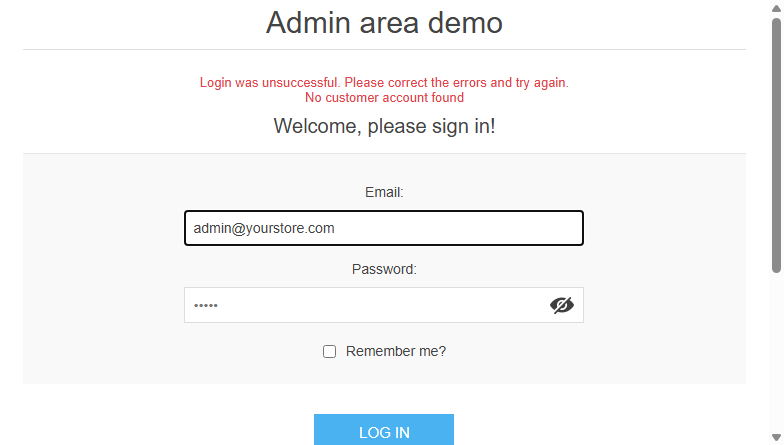 Admin area demo
Login was unsuccessful. Please correct the errors and try again.
No customer account found
Welcome, please sign in!
Email:
admin@yourstore.com
Password:
•••••
Remember me?
LOG IN